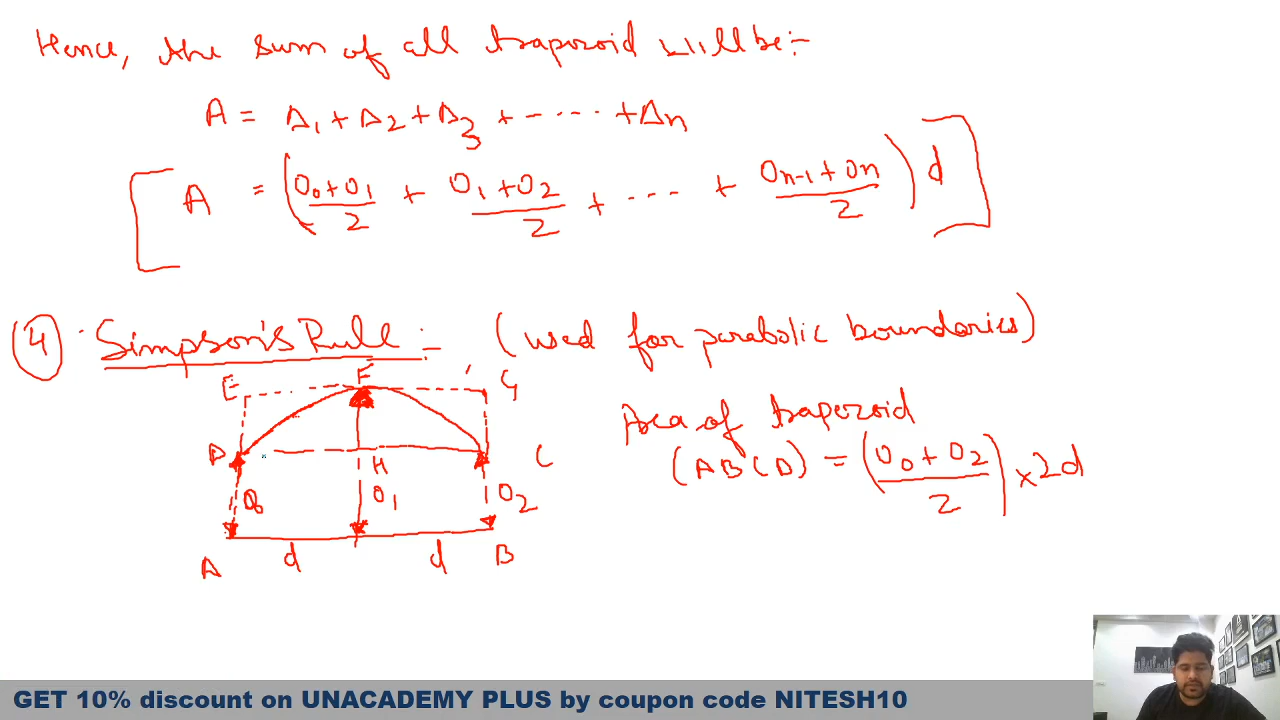 Hence, the sum of all trapozoid will be:-
A = Δ1 + Δ2 + Δ3 + ----- + Δn
A = (O0+O1/2 + O1+O2/2 + --- + On-1+On/2) d
4 Simpson's Rule - (used for parabolic boundaries)
E F G
Area of trapozoid
D H C
(ABCD) = (O0+O2/2) × 2d
O0 O1 O2
A d d B
GET 10% discount on UNACADEMY PLUS by coupon code NITESH10